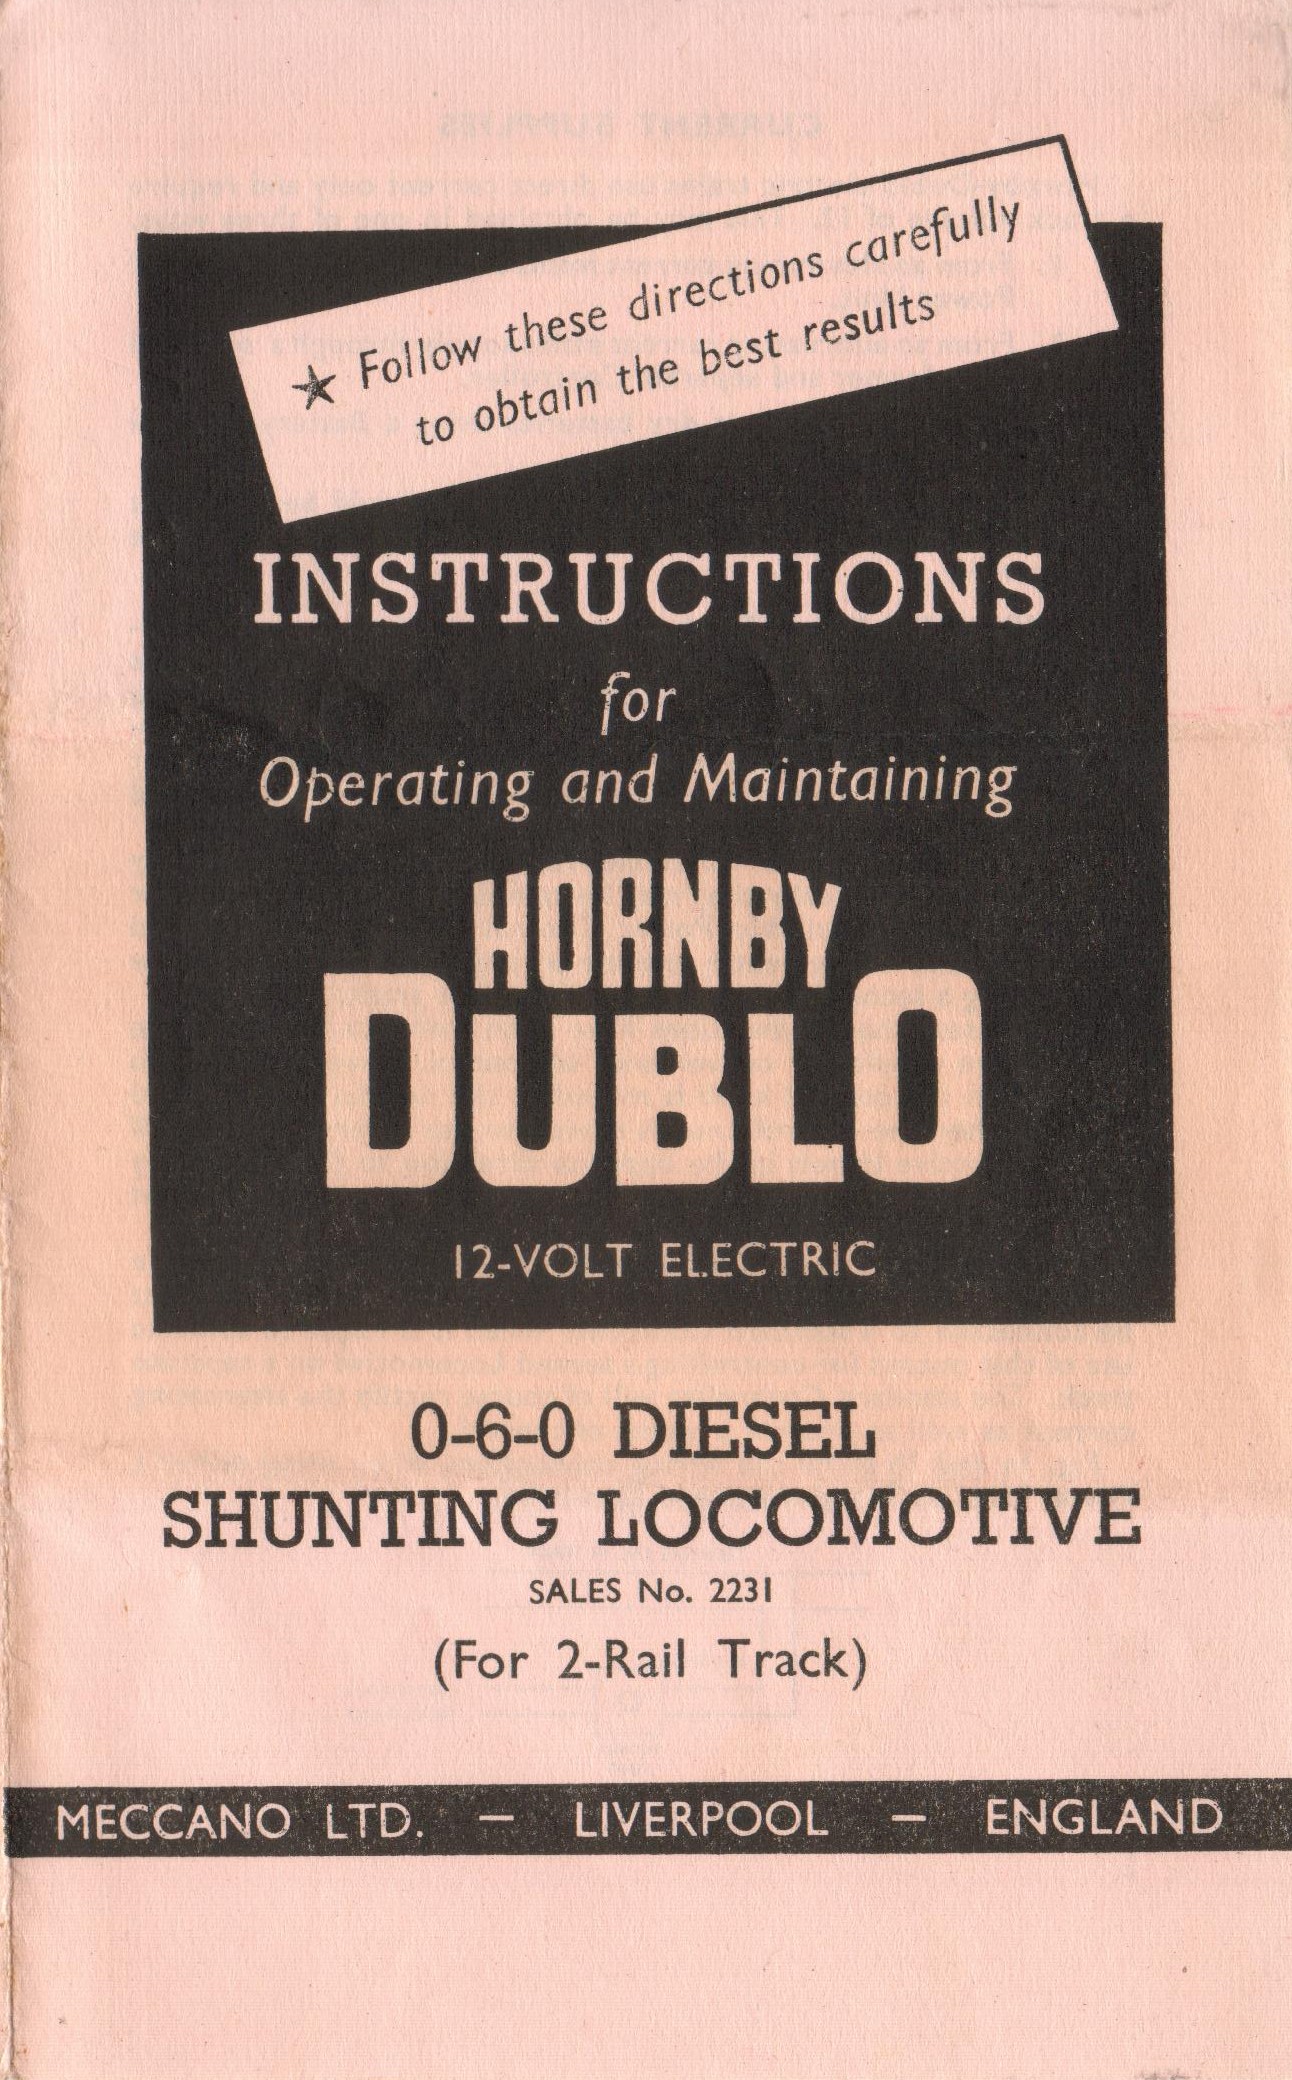 ★ Follow these directions carefully
to obtain the best results
INSTRUCTIONS
for
Operating and Maintaining
HORNBY
DUBLO
12-VOLT ELECTRIC
0-6-0 DIESEL
SHUNTING LOCOMOTIVE
SALES No. 2231
(For 2-Rail Track)
MECCANO LTD. — LIVERPOOL — ENGLAND